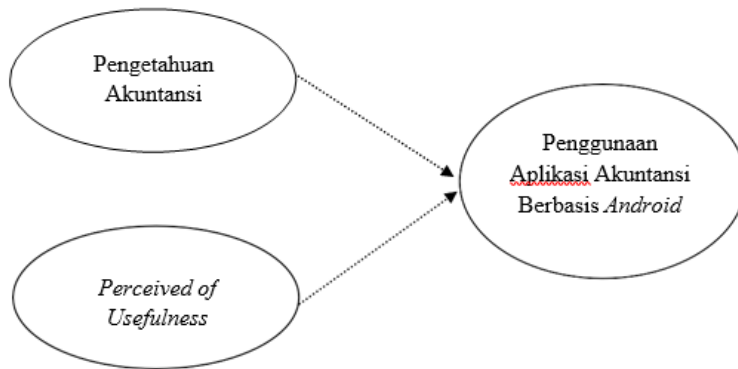 Pengetahuan
Akuntansi
Penggunaan
Aplikasi Akuntansi
Berbasis Android
Perceived of
Usefulness